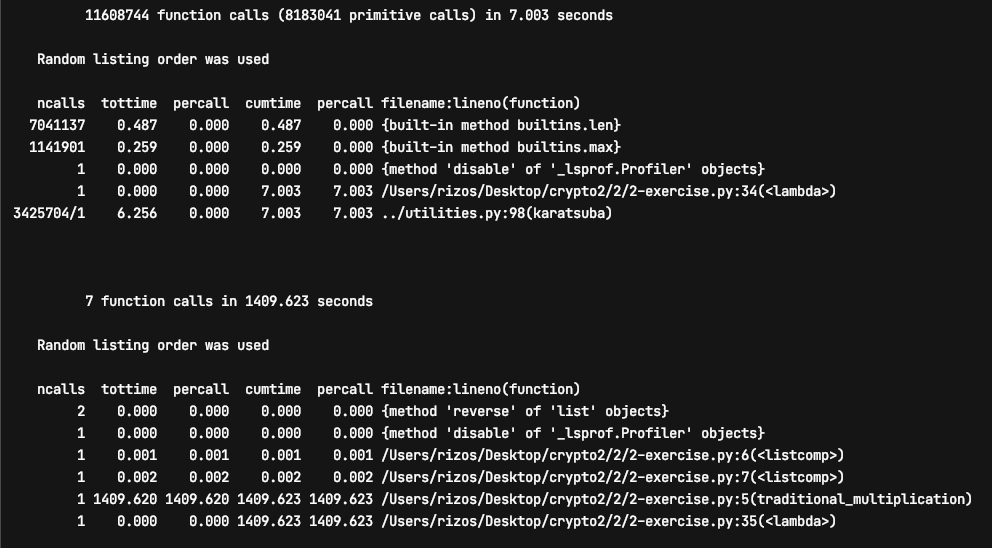 11608744 function calls (8183041 primitive calls) in 7.003 seconds
Random listing order was used
ncalls tottime percall cumtime percall filename:lineno(function)
7041137 0.487 0.000 0.487 0.000 {built-in method builtins.len}
1141901 0.259 0.000 0.259 0.000 {built-in method builtins.max}
1 0.000 0.000 0.000 0.000 {method 'disable' of '_lsprof.Profiler' objects}
1 0.000 0.000 7.003 7.003 /Users/rizos/Desktop/crypto2/2/2-exercise.py:34(<lambda>)
3425704/1 6.256 0.000 7.003 7.003 ../utilities.py:98(karatsuba)
7 function calls in 1409.623 seconds
Random listing order was used
ncalls tottime percall cumtime percall filename:lineno(function)
2 0.000 0.000 0.000 0.000 {method 'reverse' of 'list' objects}
1 0.000 0.000 0.000 0.000 {method 'disable' of '_lsprof.Profiler' objects}
1 0.001 0.001 0.001 0.001 /Users/rizos/Desktop/crypto2/2/2-exercise.py:6(<listcomp>)
1 0.002 0.002 0.002 0.002 /Users/rizos/Desktop/crypto2/2/2-exercise.py:7(<listcomp>)
1 1409.620 1409.620 1409.623 1409.623 /Users/rizos/Desktop/crypto2/2/2-exercise.py:5(traditional_multiplication)
1 0.000 0.000 1409.623 1409.623 /Users/rizos/Desktop/crypto2/2/2-exercise.py:35(<lambda>)